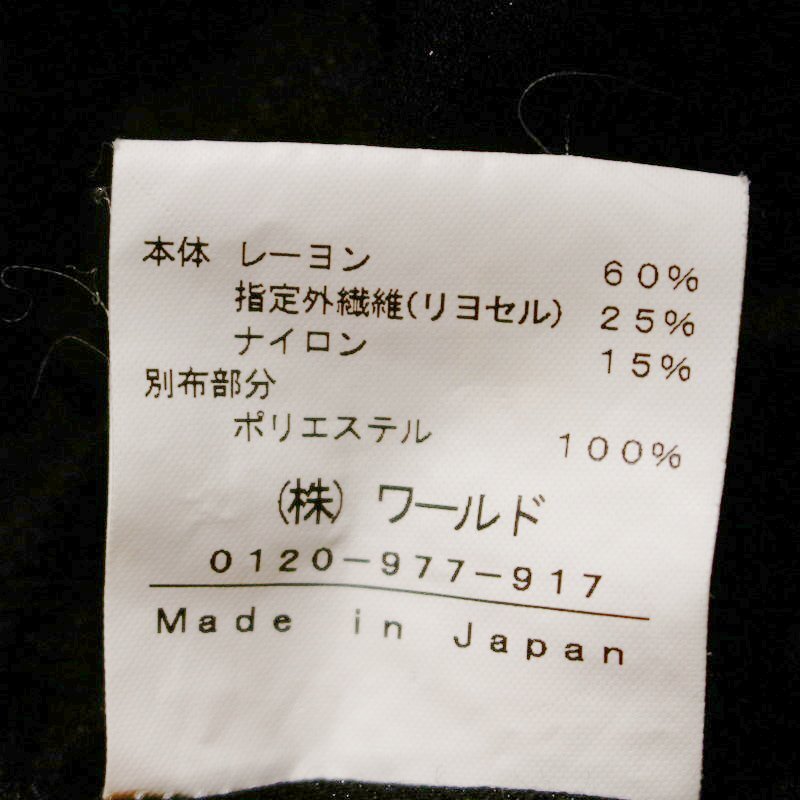 本体 レーヨン 60%
指定外繊維(リヨセル) 25%
ナイロン 15%
別布部分
ポリエステル 100%
(株) ワールド
0120-977-917
Made in Japan